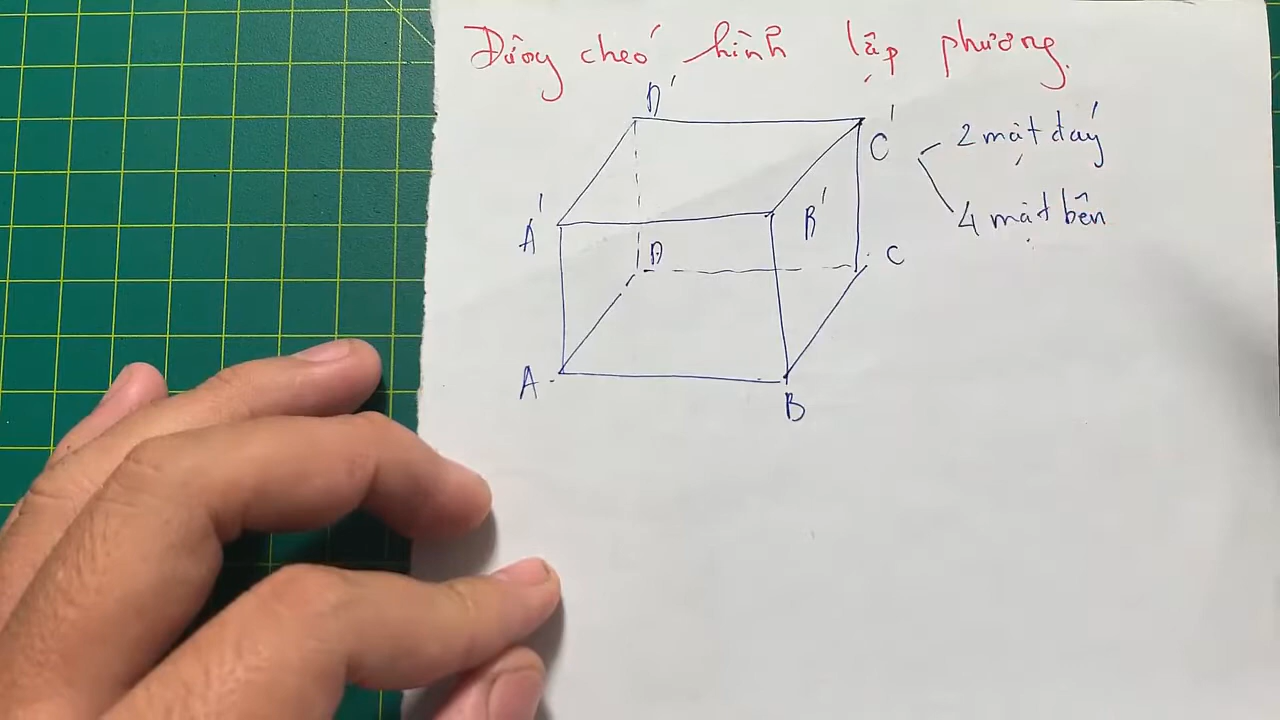 Đường chéo hình lập phương.
D'
C'
2 mặt đáy
A'
B'
4 mặt bên
D
C
A
B